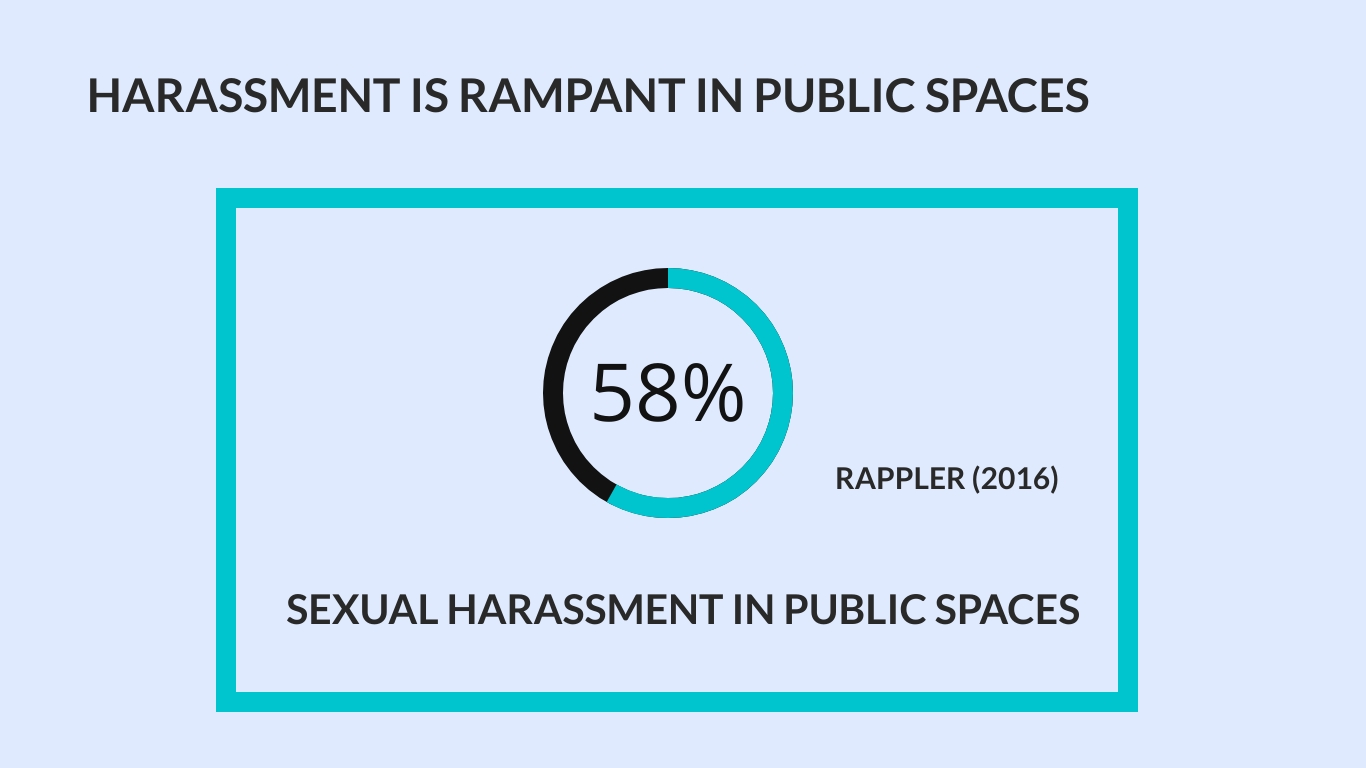 HARASSMENT IS RAMPANT IN PUBLIC SPACES
58%
RAPPLER (2016)
SEXUAL HARASSMENT IN PUBLIC SPACES